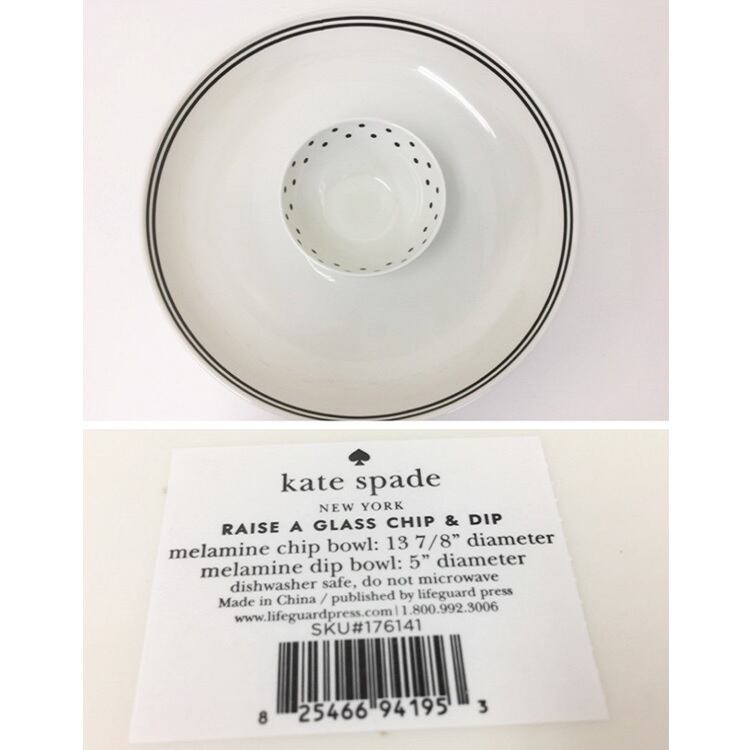 kate spade
NEW YORK
RAISE A GLASS CHIP & DIP
melamine chip bowl: 13 7/8” diameter
melamine dip bowl: 5” diameter
dishwasher safe, do not microwave
Made in China / published by lifeguard press
www.lifeguardpress.com | 1.800.992.3006
SKU#176141
8 25466 94195 3